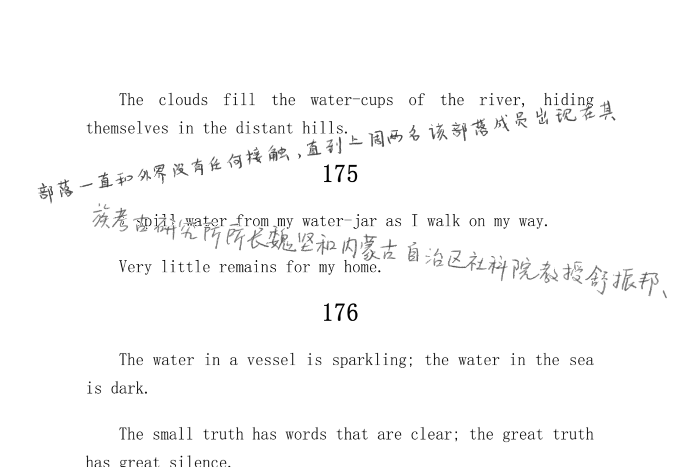 The clouds fill the water-cups of the river, hiding
themselves in the distant hills.
部落一直和外界没有任何接触，直到上周两名该部落成员出现在其
175
spill water from my water-jar as I walk on my way.
族考古研究所所长魏坚和内蒙古自治区社科院教授舒振邦、
Very little remains for my home.
176
The water in a vessel is sparkling; the water in the sea
is dark.
The small truth has words that are clear; the great truth
has great silence.